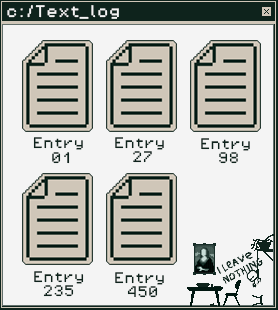 c:/Text_log
Entry 01
Entry 27
Entry 98
Entry 235
Entry 450
I LEAVE
NOTHING